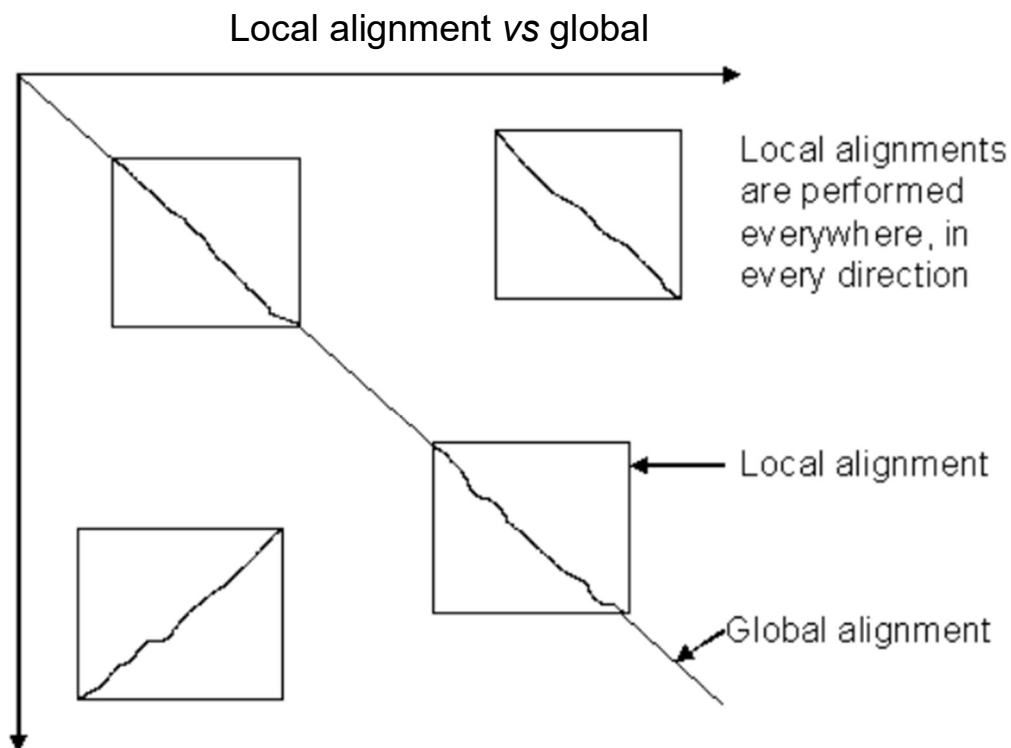 Local alignment vs global
Local alignments
are performed
everywhere, in
every direction
Local alignment
Global alignment